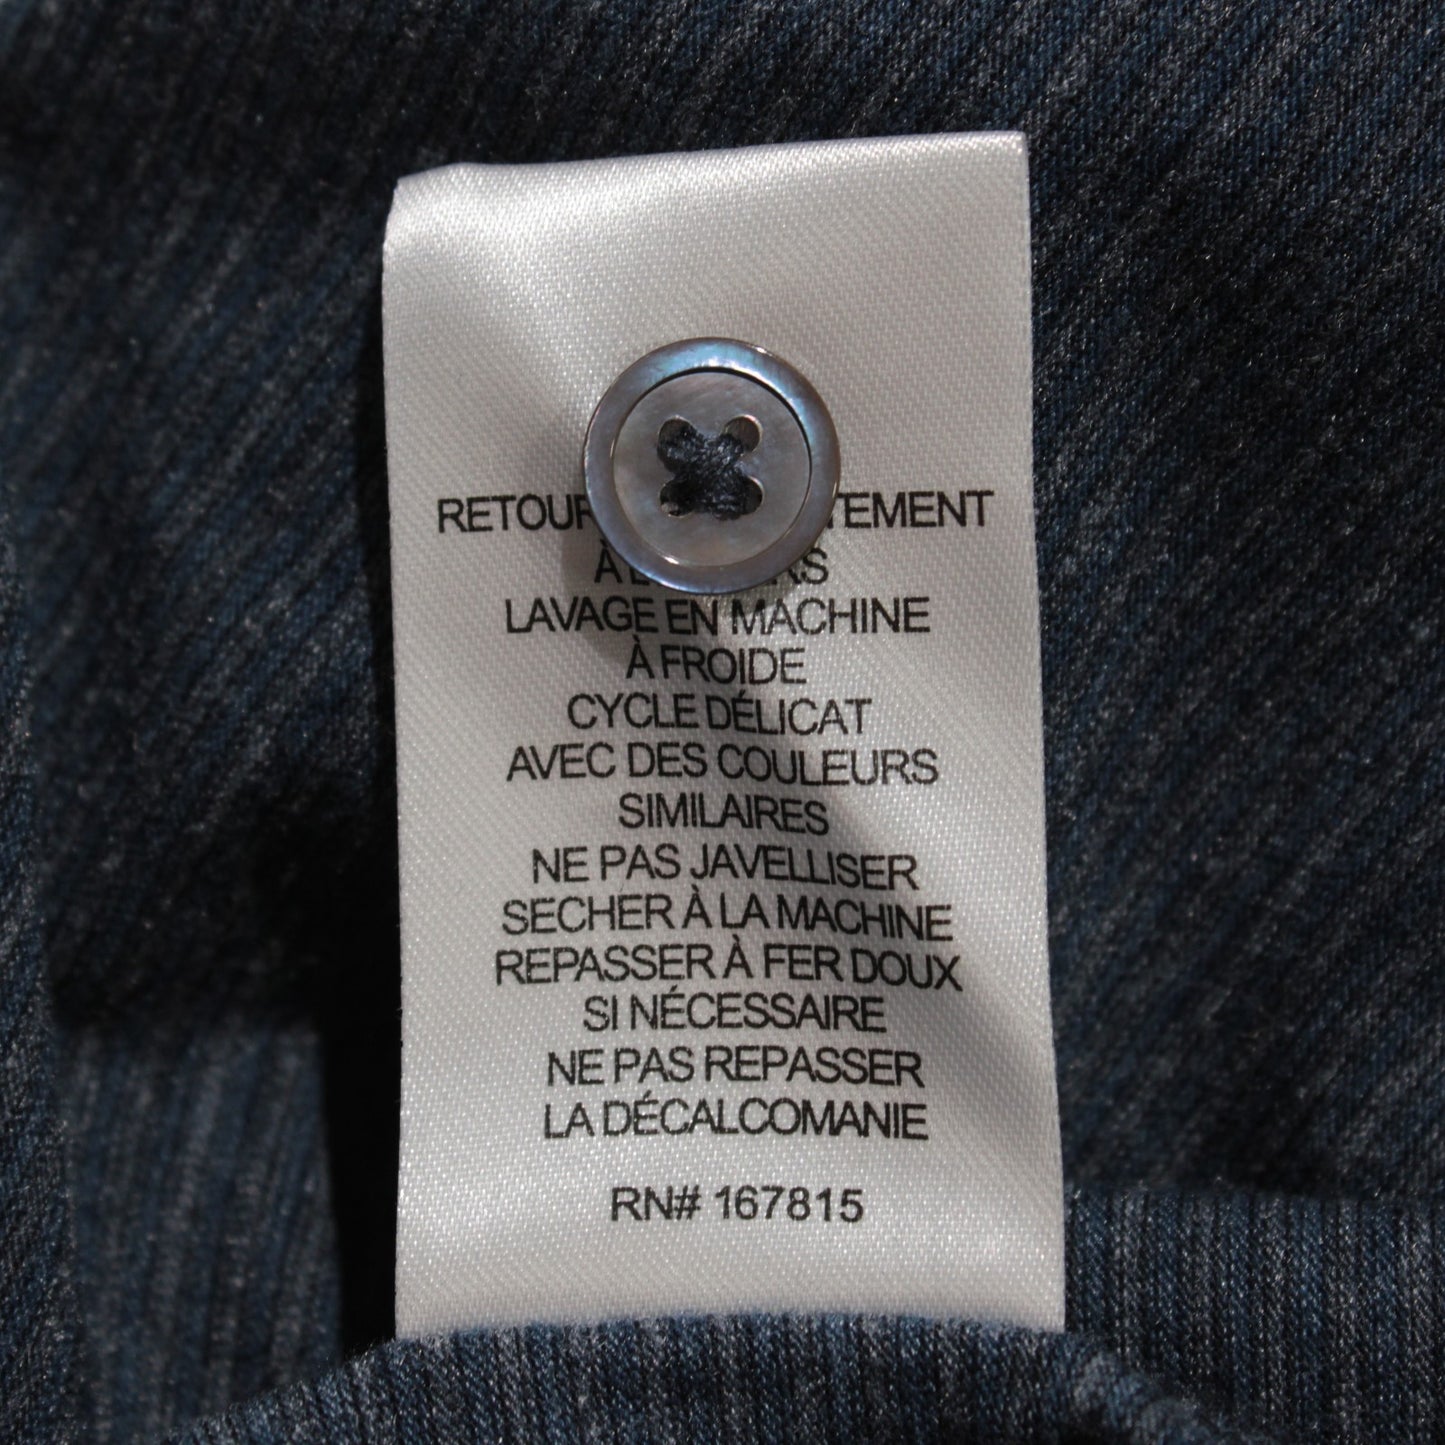 À
LAVAGE EN MACHINE
À FROIDE
CYCLE DÉLICAT
AVEC DES COULEURS
SIMILAIRES
NE PAS JAVELLISER
SECHER À LA MACHINE
REPASSER À FER DOUX
SI NÉCESSAIRE
NE PAS REPASSER
LA DÉCALCOMANIE
RN# 167815